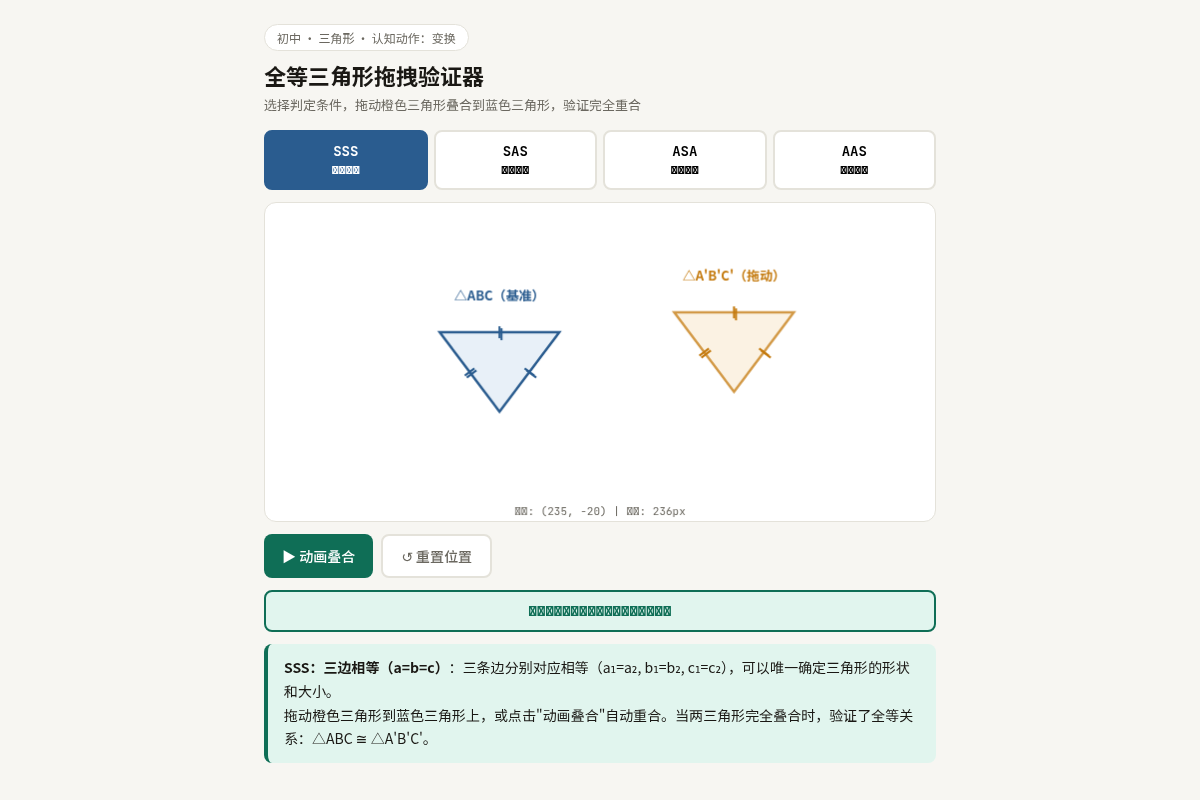 初中 · 三角形 · 认知动作：变换
全等三角形拖拽验证器
选择判定条件，拖动橙色三角形叠合到蓝色三角形，验证完全重合
SSS
SAS
ASA
AAS
△ABC（基准）
△A'B'C'（拖动）
: (235, -20) | : 236px
▶ 动画叠合
↺ 重置位置
SSS：三边相等（a=b=c）：三条边分别对应相等（a₁=a₂, b₁=b₂, c₁=c₂），可以唯一确定三角形的形状
和大小。
拖动橙色三角形到蓝色三角形上，或点击"动画叠合"自动重合。当两三角形完全叠合时，验证了全等关
系：△ABC ≅ △A'B'C'。